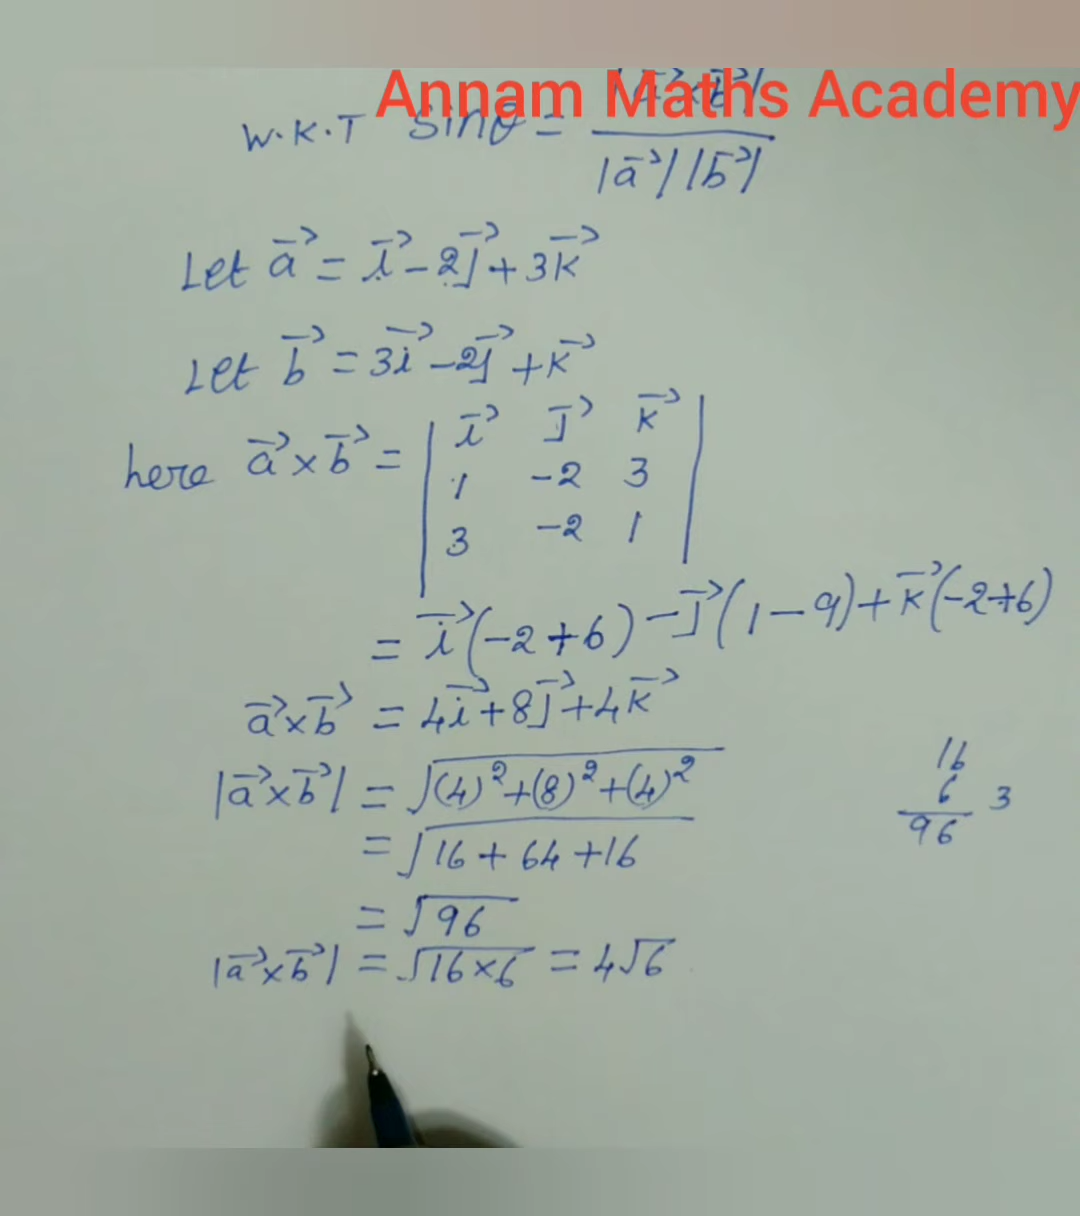 Annam Maths Academy
|a⃗×b⃗|
W.K.T Sinθ =
|a⃗| |b⃗|
Let a⃗ = i⃗ - 2j⃗ + 3k⃗
Let b⃗ = 3i⃗ - 2j⃗ + k⃗
here a⃗×b⃗ = | i⃗ j⃗ k⃗ |
1 -2 3
3 -2 1
= i⃗(-2+6) - j⃗(1-9) + k⃗(-2+6)
a⃗×b⃗ = 4i⃗ + 8j⃗ + 4k⃗
|a⃗×b⃗| = √(4)²+(8)²+(4)²
= √16 + 64 + 16
= √96
|a⃗×b⃗| = √16×6 = 4√6
16
6 3
96